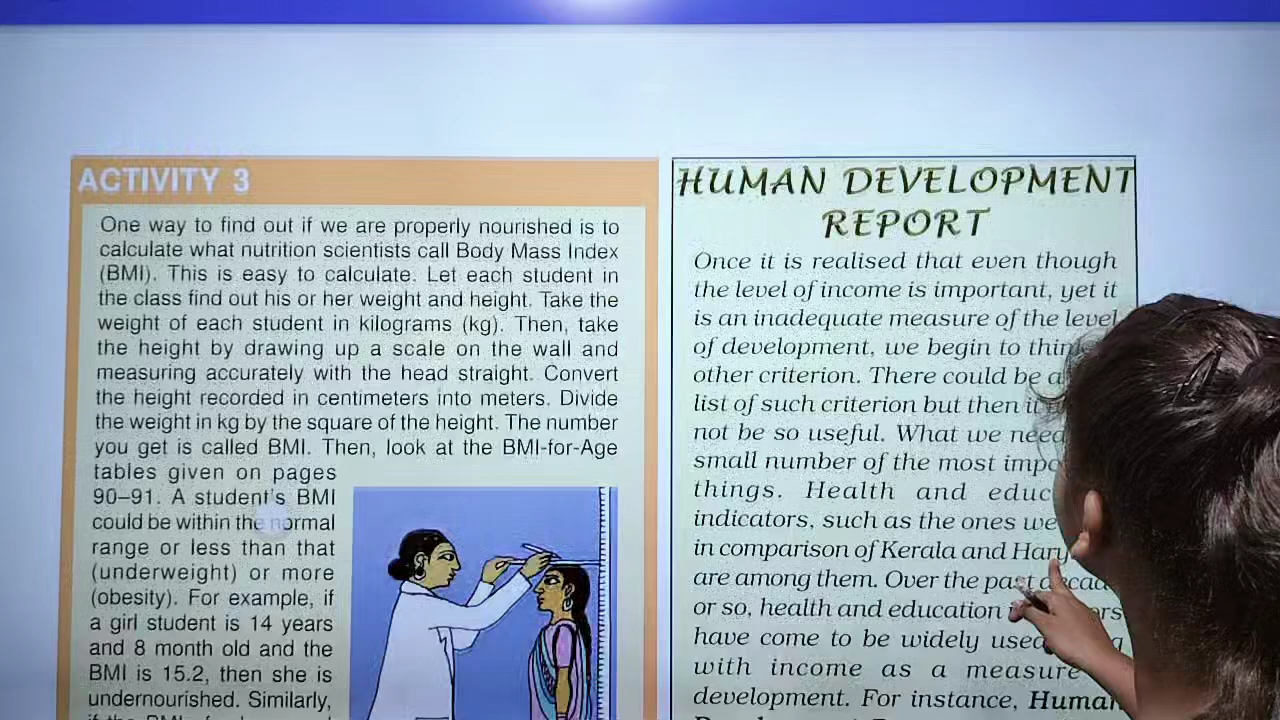 ACTIVITY 3
One way to find out if we are properly nourished is to
calculate what nutrition scientists call Body Mass Index
(BMI). This is easy to calculate. Let each student in
the class find out his or her weight and height. Take the
weight of each student in kilograms (kg). Then, take
the height by drawing up a scale on the wall and
measuring accurately with the head straight. Convert
the height recorded in centimeters into meters. Divide
the weight in kg by the square of the height. The number
you get is called BMI. Then, look at the BMI-for-Age
tables given on pages
90–91. A student's BMI
could be within the normal
range or less than that
(underweight) or more
(obesity). For example, if
a girl student is 14 years
and 8 month old and the
BMI is 15.2, then she is
undernourished. Similarly,
HUMAN DEVELOPMENT
REPORT
Once it is realised that even though
the level of income is important, yet it
is an inadequate measure of the level
of development, we begin to
other criterion. There could be
list of such criterion but then
not be so useful. What we need
small number of the most
things. Health and
indicators, such as the ones we
in comparison of Kerala and
are among them. Over the past
or so, health and education
have come to be widely used
with income as a measure
development. For instance, Human